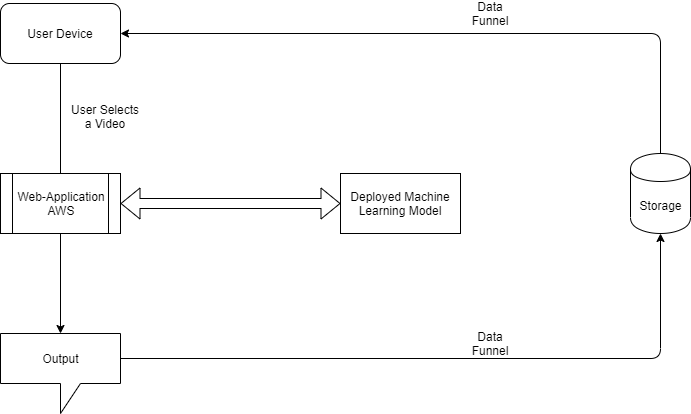 Data
Funnel
User Device
User Selects
a Video
Web-Application
AWS
Deployed Machine
Learning Model
Storage
Data
Funnel
Output